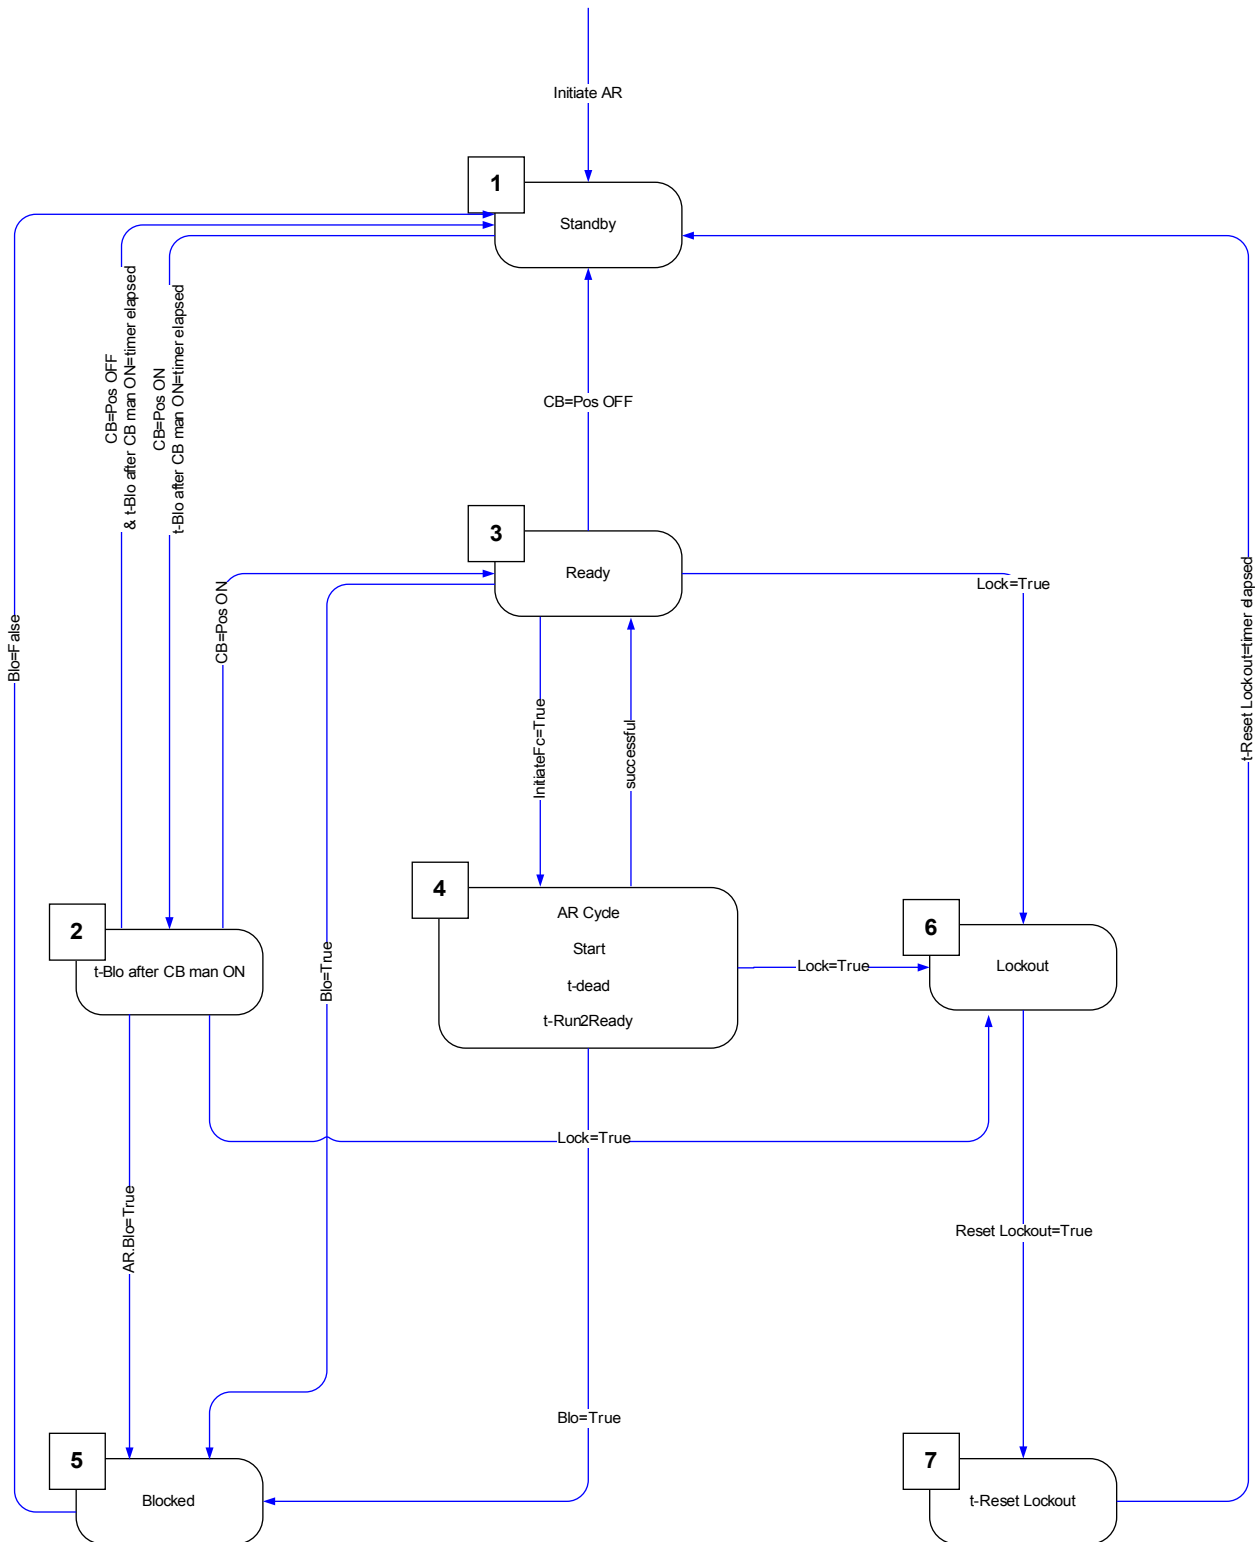 Initiate AR
1
Standby
CB=Pos OFF
& t-Blo after CB man ON=timer elapsed
CB=Pos ON
t-Blo after CB man ON=timer elapsed
CB=Pos OFF
3
Ready
Lock=True
CB=Pos ON
Blo=False
t-Reset Lockout=timer elapsed
InitiateFc=True
successful
4
AR Cycle
Start
t-dead
t-Run2Ready
2
t-Blo after CB man ON
Blo=True
Lock=True
6
Lockout
Lock=True
AR.Blo=True
Reset Lockout=True
Blo=True
5
Blocked
7
t-Reset Lockout